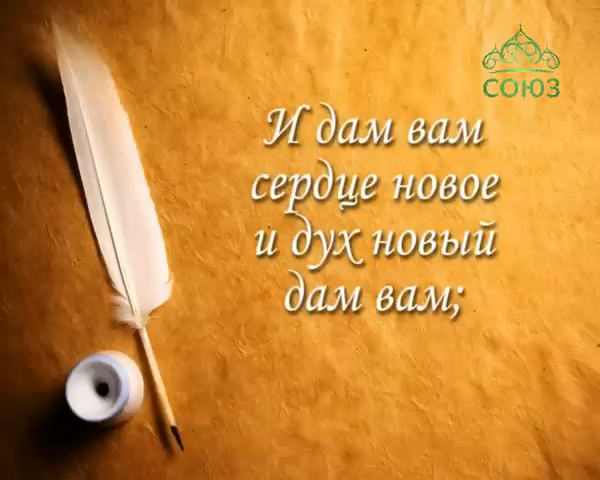 СОЮЗ
И дам вам
сердце новое
и дух новый
дам вам;